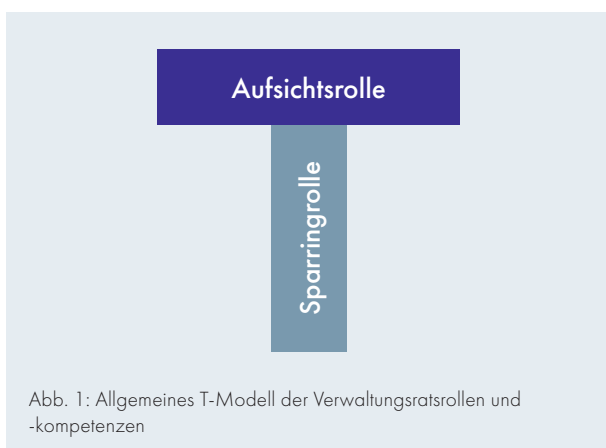 Aufsichtsrolle
Sparringrolle
Abb. 1: Allgemeines T-Modell der Verwaltungsratsrollen und
-kompetenzen